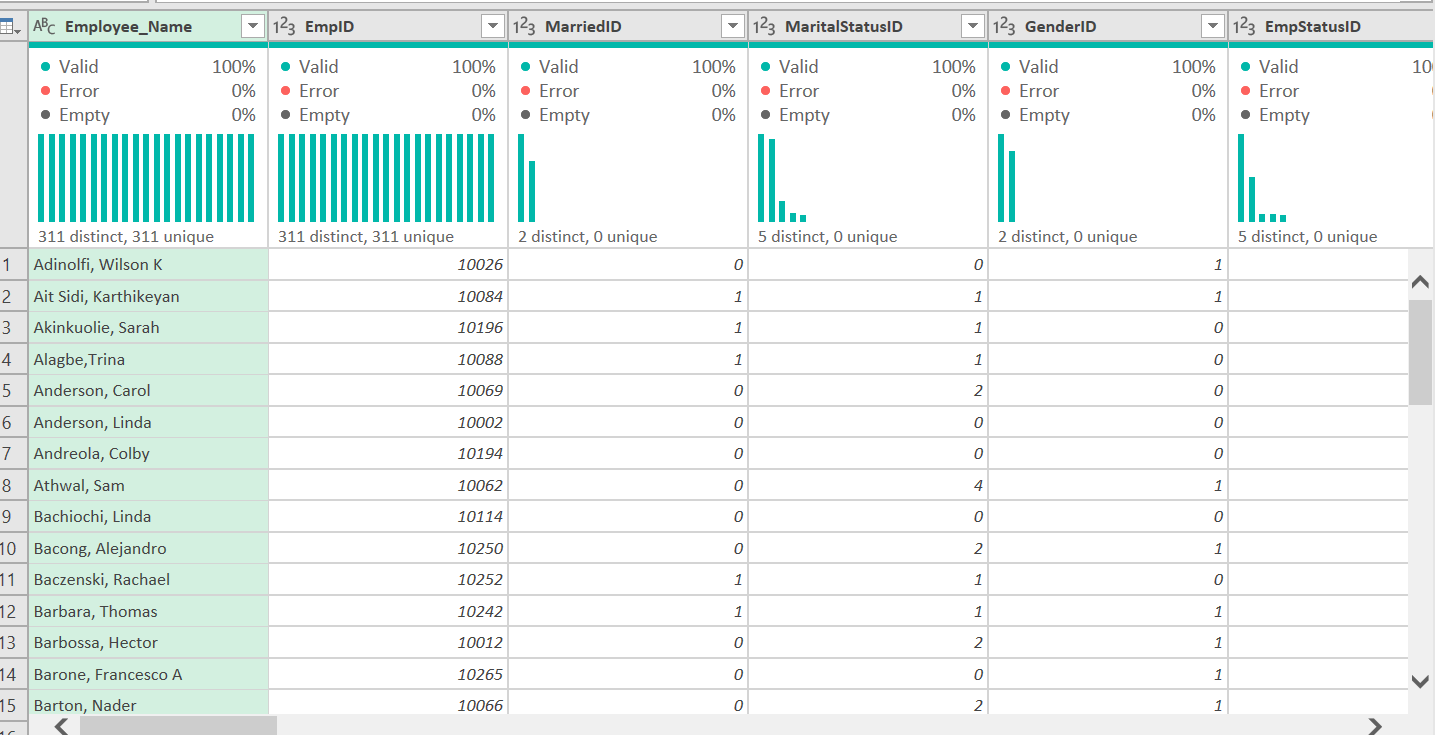 ABC Employee_Name 123 EmpID 123 MarriedID 123 MaritalStatusID 123 GenderID 123 EmpStatusID
Valid 100% Valid 100% Valid 100% Valid 100% Valid 100% Valid 10
Error 0% Error 0% Error 0% Error 0% Error 0% Error
Empty 0% Empty 0% Empty 0% Empty 0% Empty 0% Empty
311 distinct, 311 unique 311 distinct, 311 unique 2 distinct, 0 unique 5 distinct, 0 unique 2 distinct, 0 unique 5 distinct, 0 unique
1 Adinolfi, Wilson K 10026 0 0 1
2 Ait Sidi, Karthikeyan 10084 1 1 1
3 Akinkuolie, Sarah 10196 1 1 0
4 Alagbe,Trina 10088 1 1 0
5 Anderson, Carol 10069 0 2 0
6 Anderson, Linda 10002 0 0 0
7 Andreola, Colby 10194 0 0 0
8 Athwal, Sam 10062 0 4 1
9 Bachiochi, Linda 10114 0 0 0
10 Bacong, Alejandro 10250 0 2 1
11 Baczenski, Rachael 10252 1 1 0
12 Barbara, Thomas 10242 1 1 1
13 Barbossa, Hector 10012 0 2 1
14 Barone, Francesco A 10265 0 0 1
15 Barton, Nader 10066 0 2 1